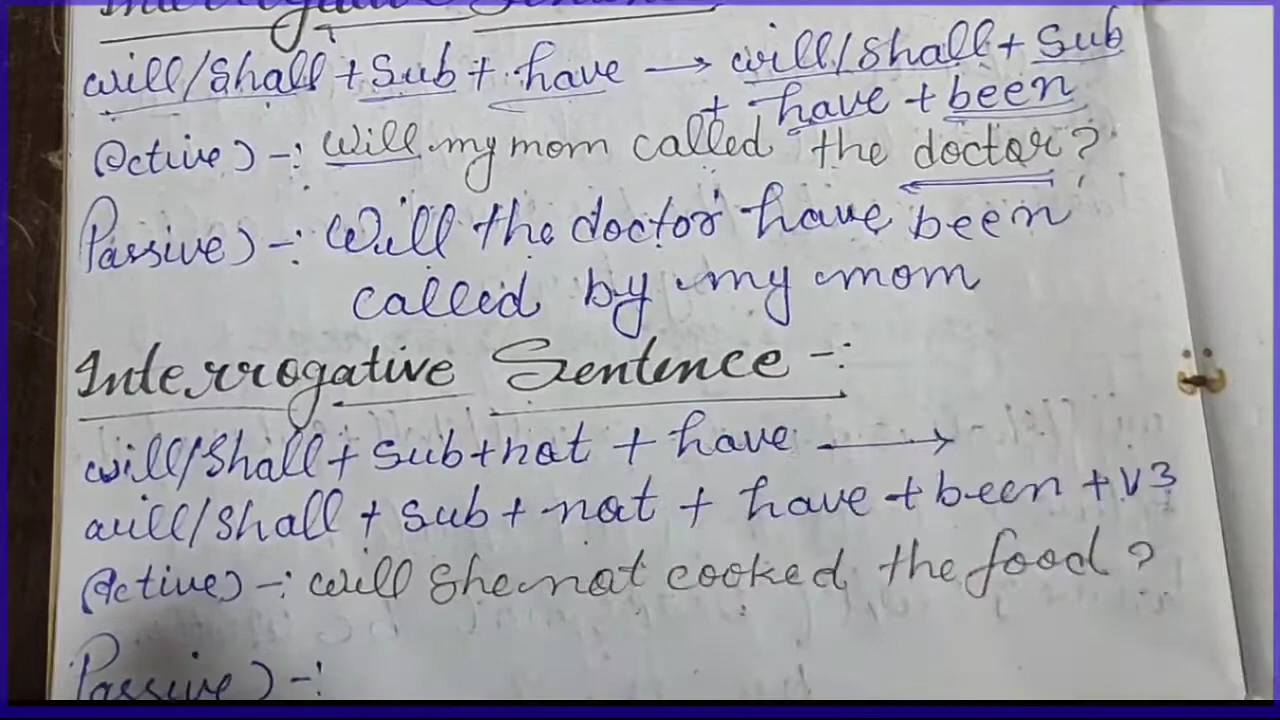 Interrogative Sentence
will/shall + sub + have → will/shall + sub
+ have + been
Active) -: Will my mom called the doctor?
Passive) -: Will the doctor have been
called by my mom
Interrogative Sentence -:
will/shall + sub + not + have →
will/shall + sub + not + have + been + v3
Active) -: will she not cooked the food?
Passive) -: